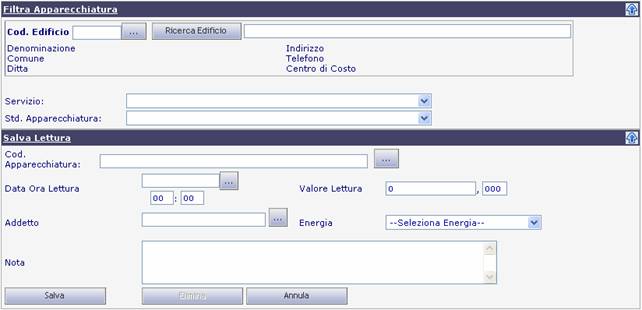 Filtra Apparecchiatura
Cod. Edificio ... Ricerca Edificio
Denominazione Indirizzo
Comune Telefono
Ditta Centro di Costo
Servizio:
Std. Apparecchiatura:
Salva Lettura
Cod.
Apparecchiatura: ...
Data Ora Lettura ... Valore Lettura 0 , 000
00 : 00
Addetto ... Energia --Seleziona Energia--
Nota
Salva Elimina Annulla